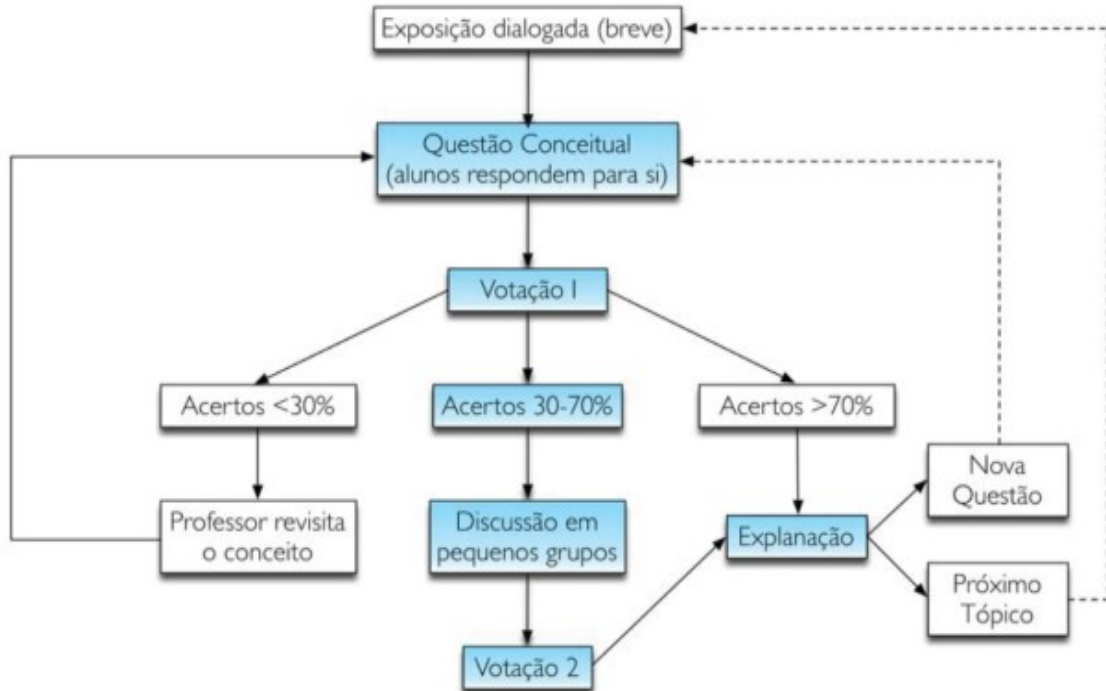 Exposição dialogada (breve)
Questão Conceitual
(alunos respondem para si)
Votação I
Acertos <30%
Acertos 30-70%
Acertos >70%
Professor revisita
o conceito
Discussão em
pequenos grupos
Explanação
Nova
Questão
Próximo
Tópico
Votação 2